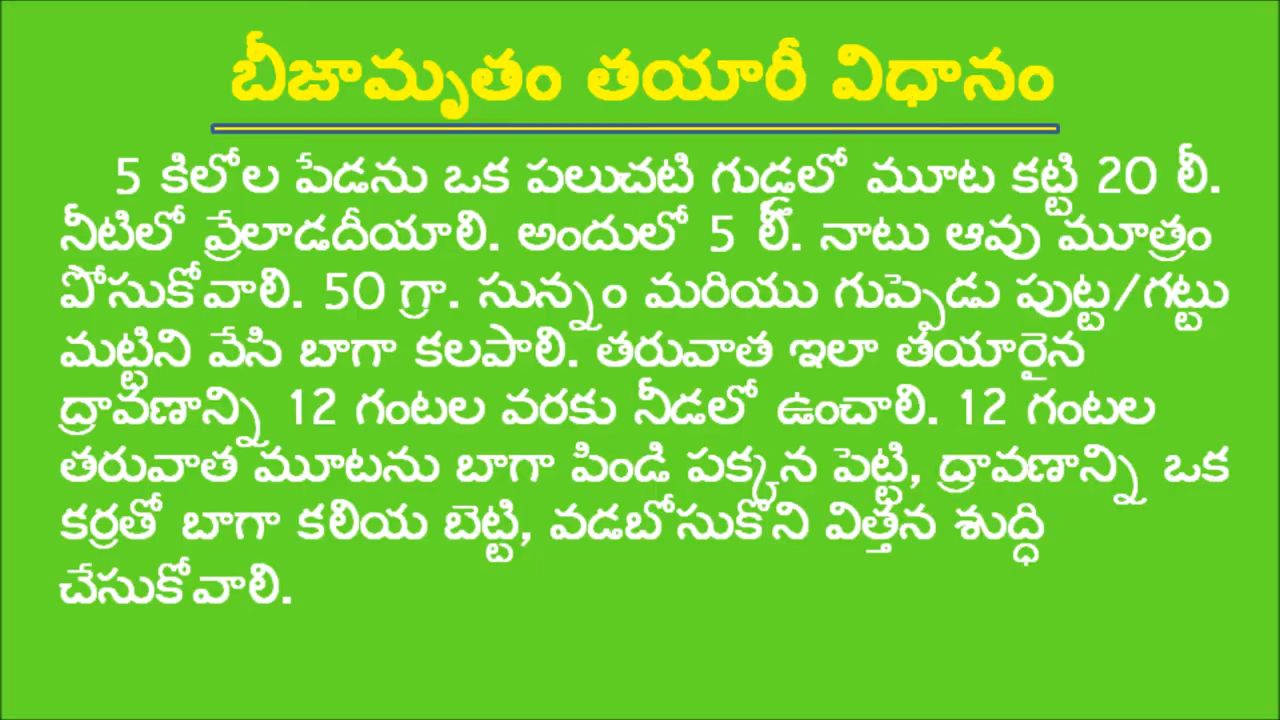 బీజామృతం తయారీ విధానం
5 కిలోల పేడను ఒక పలుచటి గుడ్డలో మూట కట్టి 20 లీ.
నీటిలో వ్రేలాడదీయాలి. అందులో 5 లీ. నాటు ఆవు మూత్రం
పోసుకోవాలి. 50 గ్రా. సున్నం మరియు గుప్పెడు పుట్ట/గట్టు
మట్టిని వేసి బాగా కలపాలి. తరువాత ఇలా తయారైన
ద్రావణాన్ని 12 గంటల వరకు నీడలో ఉంచాలి. 12 గంటల
తరువాత మూటను బాగా పిండి పక్కన పెట్టి, ద్రావణాన్ని ఒక
కర్రతో బాగా కలియ బెట్టి, వడబోసుకొని విత్తన శుద్ధి
చేసుకోవాలి.